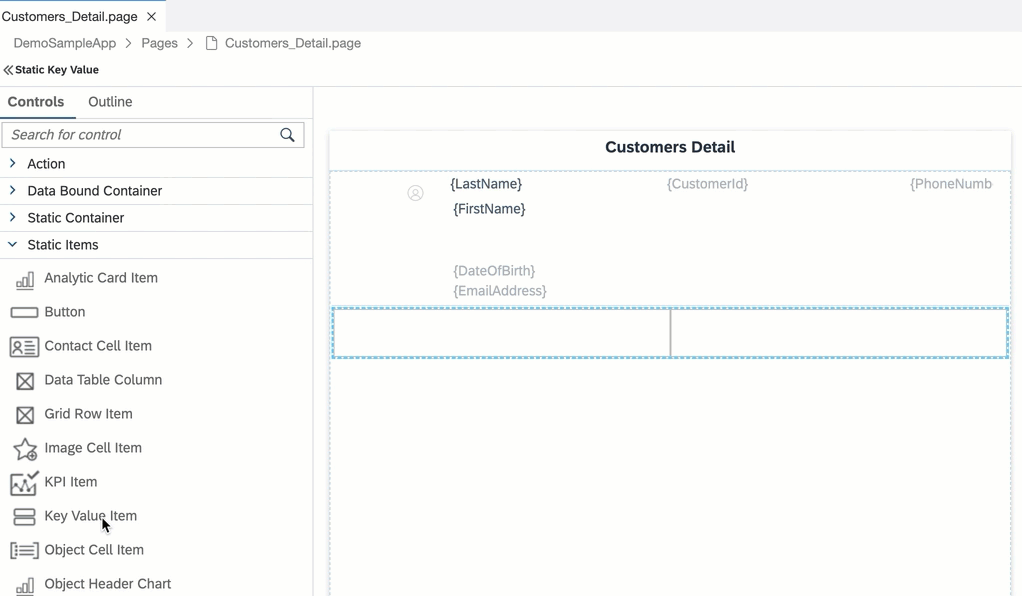 Customers_Detail.page
DemoSampleApp > Pages > Customers_Detail.page
Static Key Value
Controls Outline
Search for control
Action
Data Bound Container
Static Container
Static Items
Analytic Card Item
Button
Contact Cell Item
Data Table Column
Grid Row Item
Image Cell Item
KPI Item
Key Value Item
Object Cell Item
Object Header Chart
Customers Detail
{LastName} {CustomerId} {PhoneNumb
{FirstName}
{DateOfBirth}
{EmailAddress}